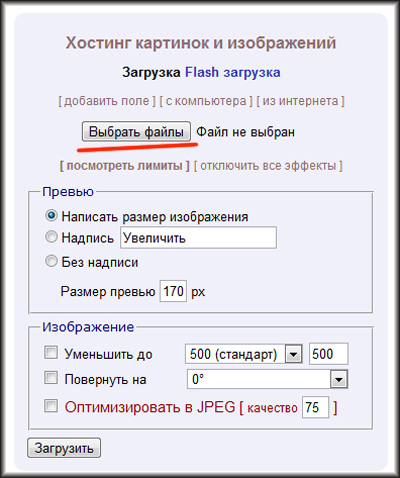 Хостинг картинок и изображений
Загрузка Flash загрузка
[ добавить поле ] [ с компьютера ] [ из интернета ]
Выбрать файлы Файл не выбран
[ посмотреть лимиты ] [ отключить все эффекты ]
Превью
Написать размер изображения
Надпись Увеличить
Без надписи
Размер превью 170 px
Изображение
Уменьшить до 500 (стандарт) 500
Повернуть на 0°
Оптимизировать в JPEG [ качество 75 ]
Загрузить